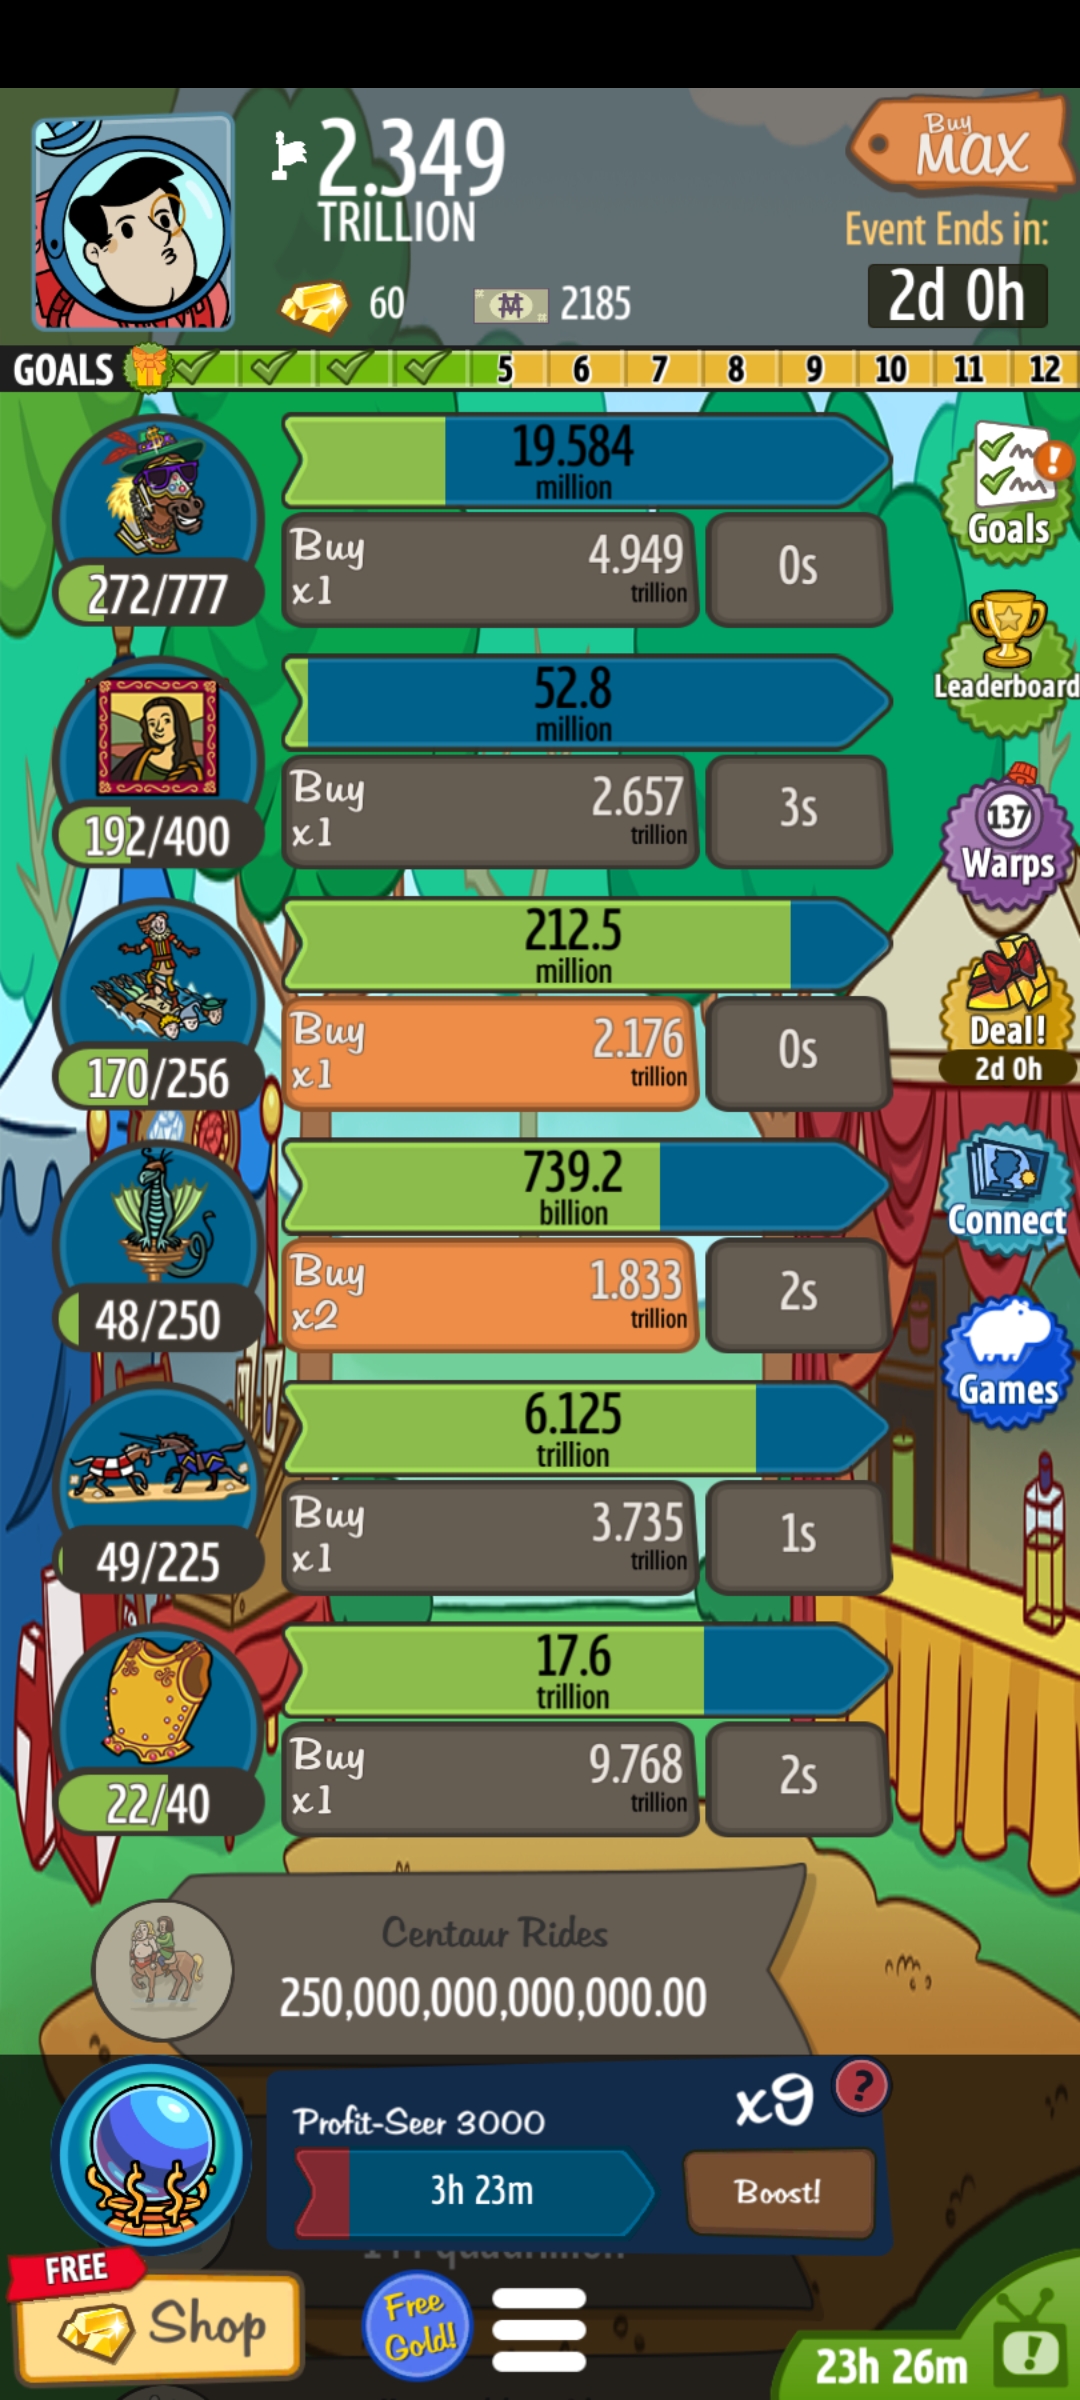 2.349
TRILLION
Buy
MAX
Event Ends in:
2d 0h
60
2185
GOALS 5 6 7 8 9 10 11 12
19.584
million
Buy
x1
4.949
trillion
0s
272/777
Goals
52.8
million
Leaderboard
Buy
x1
2.657
trillion
3s
192/400
137
Warps
212.5
million
Buy
x1
2.176
trillion
0s
170/256
Deal!
2d 0h
739.2
billion
Connect
Buy
x2
1.833
trillion
2s
48/250
Games
6.125
trillion
Buy
x1
3.735
trillion
1s
49/225
17.6
trillion
Buy
x1
9.768
trillion
2s
22/40
Centaur Rides
250,000,000,000,000.00
Profit-Seer 3000
x9
?
3h 23m
Boost!
FREE
Shop
Free
Gold!
23h 26m